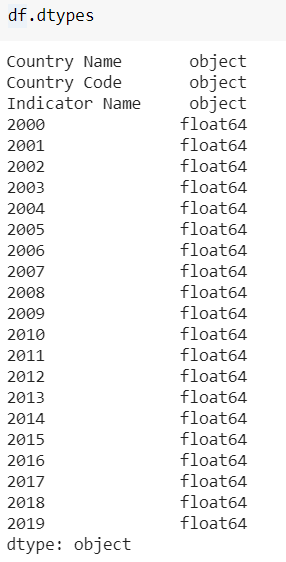 df.dtypes
Country Name object
Country Code object
Indicator Name object
2000 float64
2001 float64
2002 float64
2003 float64
2004 float64
2005 float64
2006 float64
2007 float64
2008 float64
2009 float64
2010 float64
2011 float64
2012 float64
2013 float64
2014 float64
2015 float64
2016 float64
2017 float64
2018 float64
2019 float64
dtype: object